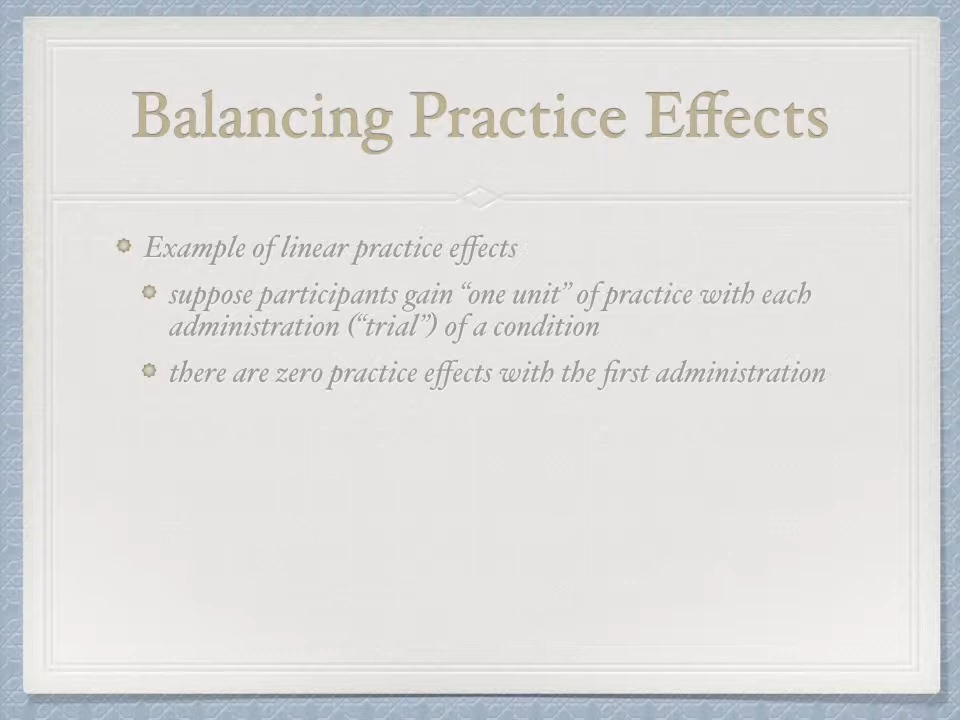 Balancing Practice Effects
Example of linear practice effects
suppose participants gain “one unit” of practice with each
administration (“trial”) of a condition
there are zero practice effects with the first administration